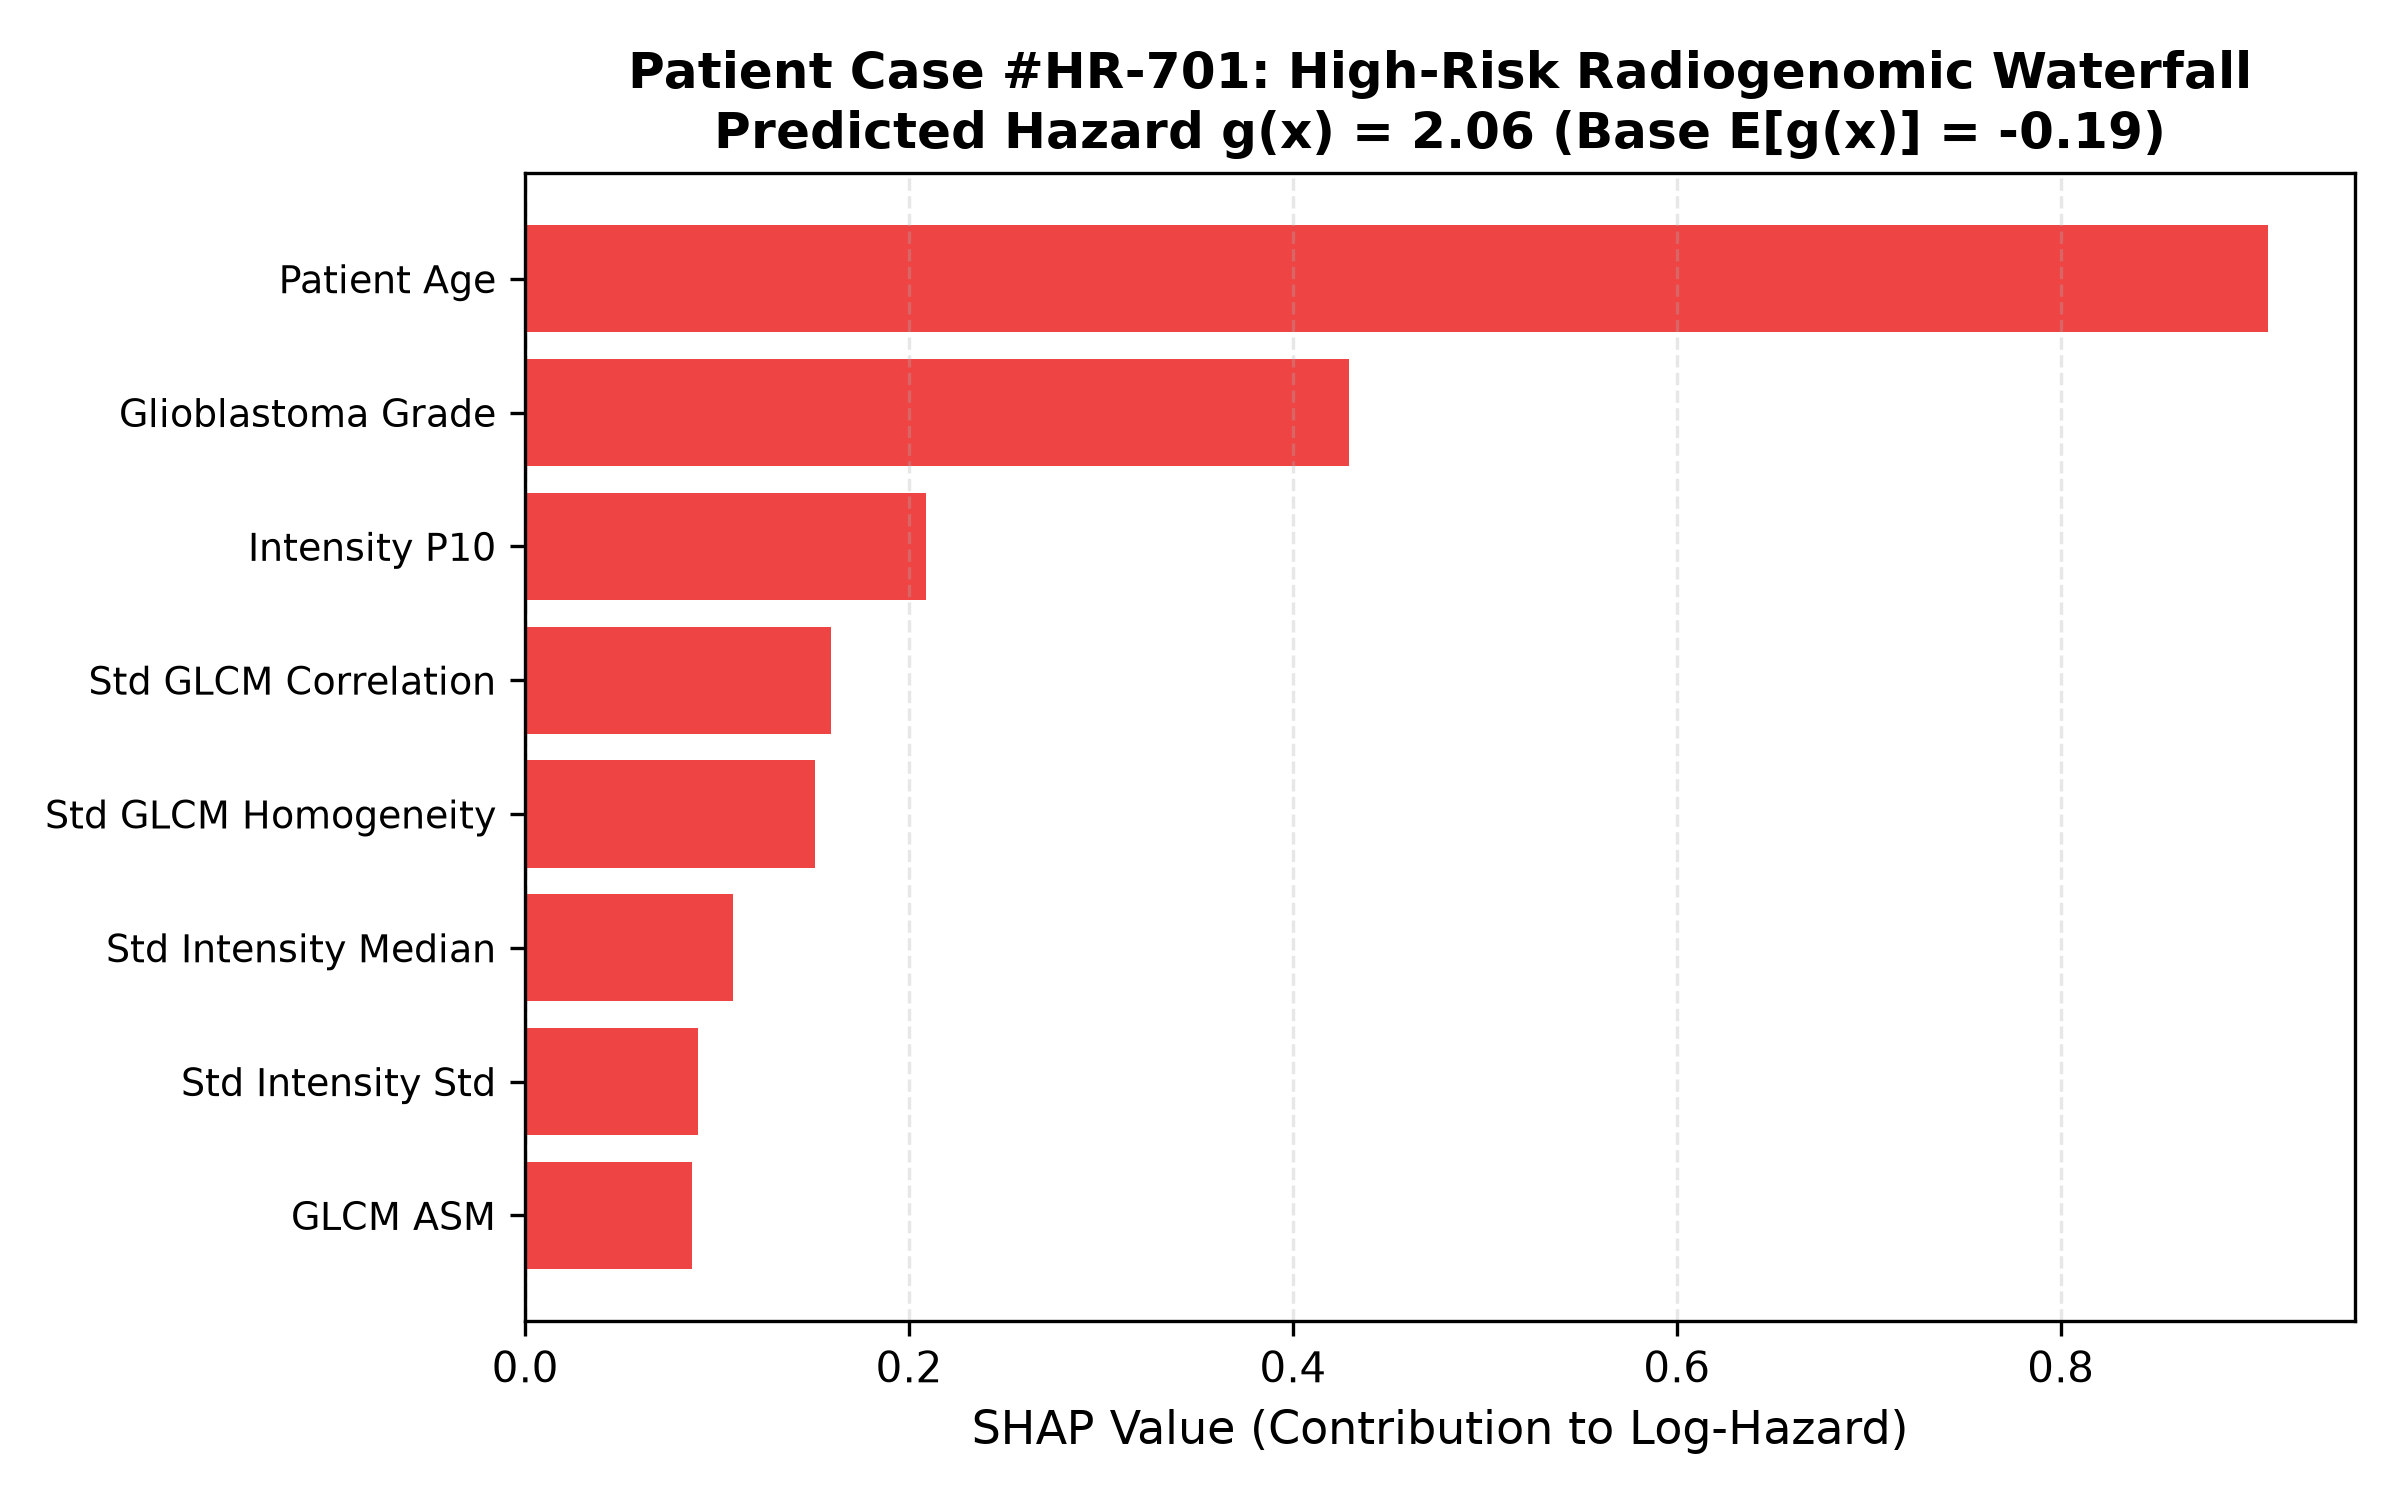 Patient Case #HR-701: High-Risk Radiogenomic Waterfall
Predicted Hazard g(x) = 2.06 (Base E[g(x)] = -0.19)
Patient Age
Glioblastoma Grade
Intensity P10
Std GLCM Correlation
Std GLCM Homogeneity
Std Intensity Median
Std Intensity Std
GLCM ASM
0.0 0.2 0.4 0.6 0.8
SHAP Value (Contribution to Log-Hazard)